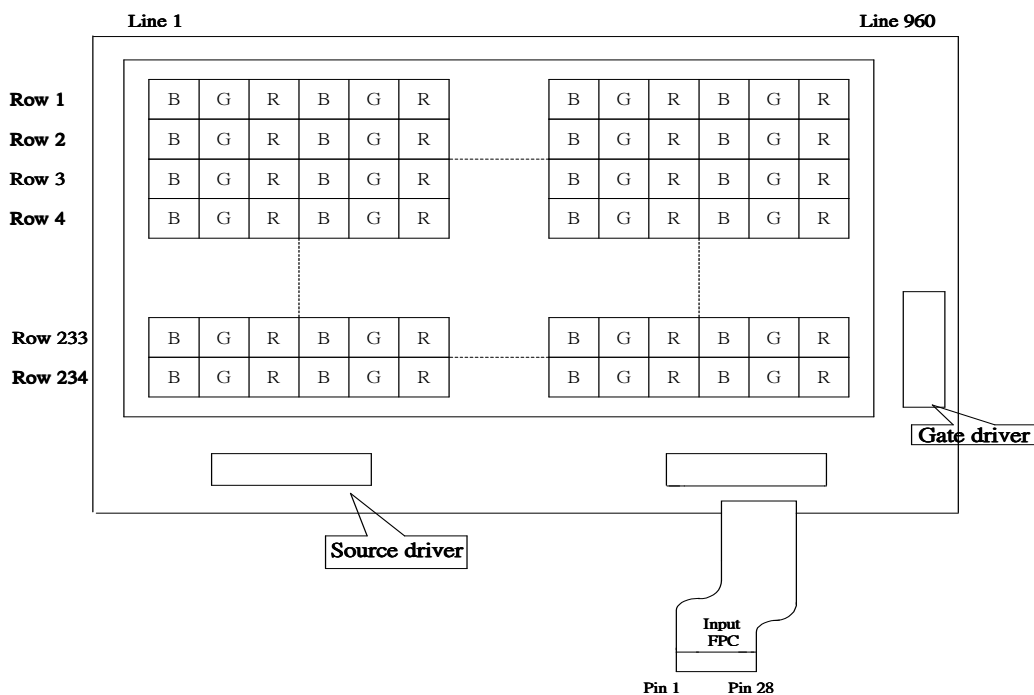 Line 1 Line 960
Row 1 B G R B G R B G R B G R
Row 2 B G R B G R B G R B G R
Row 3 B G R B G R B G R B G R
Row 4 B G R B G R B G R B G R
Row 233 B G R B G R B G R B G R
Row 234 B G R B G R B G R B G R
Gate driver
Source driver
Input
FPC
Pin 1 Pin 28